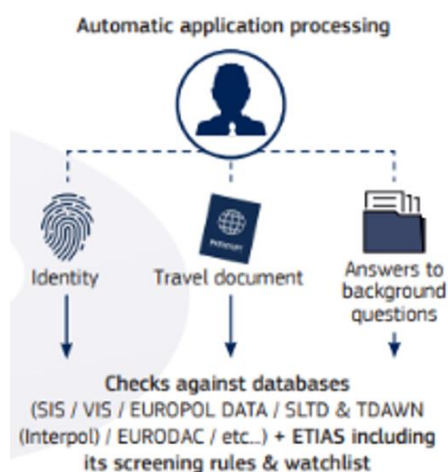 Automatic application processing
PASSPORT
Identity
Travel document
Answers to
background
questions
Checks against databases
(SIS / VIS / EUROPOL DATA / SLTD & TDAWN
(Interpol) / EURODAC / etc...) + ETIAS including
its screening rules & watchlist